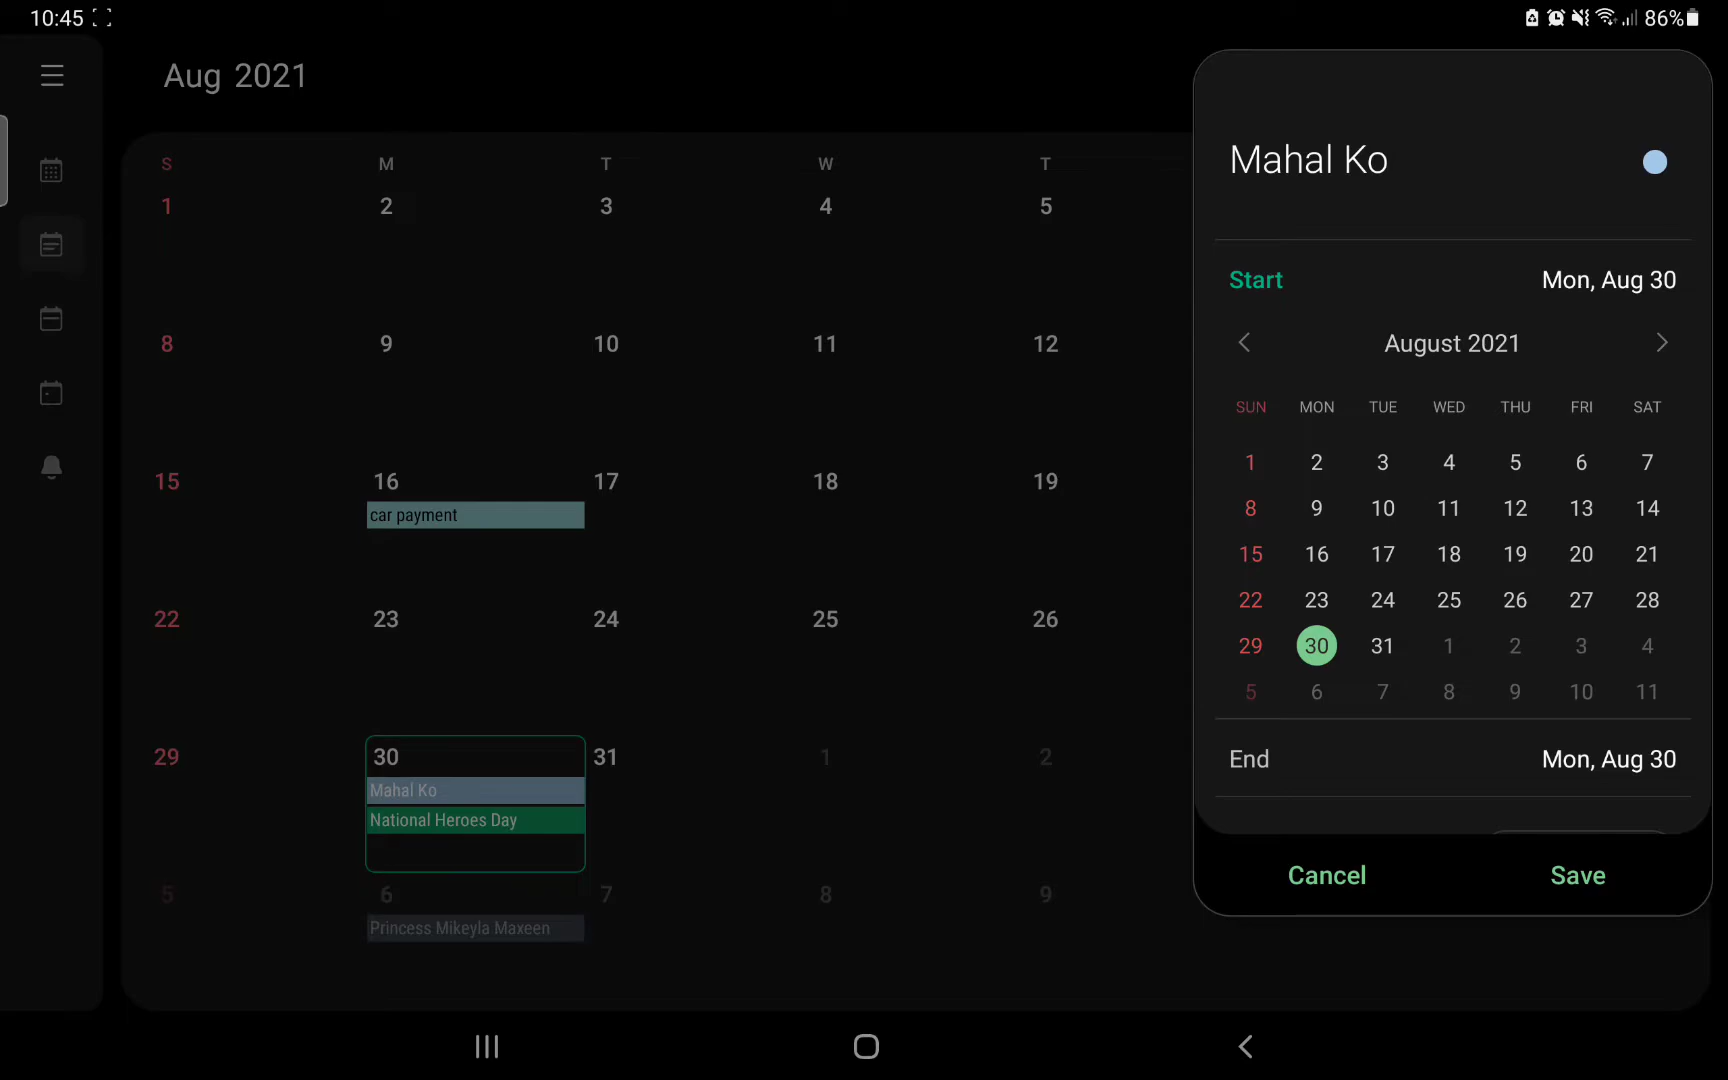 10:45
86%
Aug 2021
S M T W T
1 2 3 4 5
8 9 10 11 12
15 16 17 18 19
car payment
22 23 24 25 26
29 30 31 1 2
Mahal Ko
National Heroes Day
5 6 7 8 9
Princess Mikeyla Maxeen
Mahal Ko
Start Mon, Aug 30
August 2021
SUN MON TUE WED THU FRI SAT
1 2 3 4 5 6 7
8 9 10 11 12 13 14
15 16 17 18 19 20 21
22 23 24 25 26 27 28
29 30 31 1 2 3 4
5 6 7 8 9 10 11
End Mon, Aug 30
Cancel Save